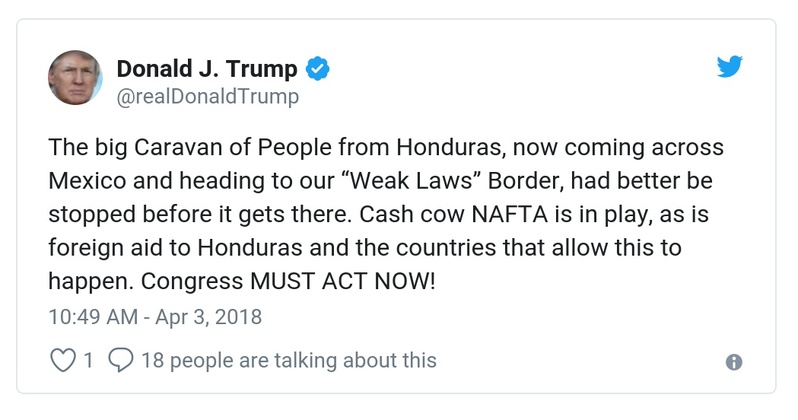 Donald J. Trump
@realDonaldTrump
The big Caravan of People from Honduras, now coming across
Mexico and heading to our “Weak Laws” Border, had better be
stopped before it gets there. Cash cow NAFTA is in play, as is
foreign aid to Honduras and the countries that allow this to
happen. Congress MUST ACT NOW!
10:49 AM - Apr 3, 2018
1 18 people are talking about this